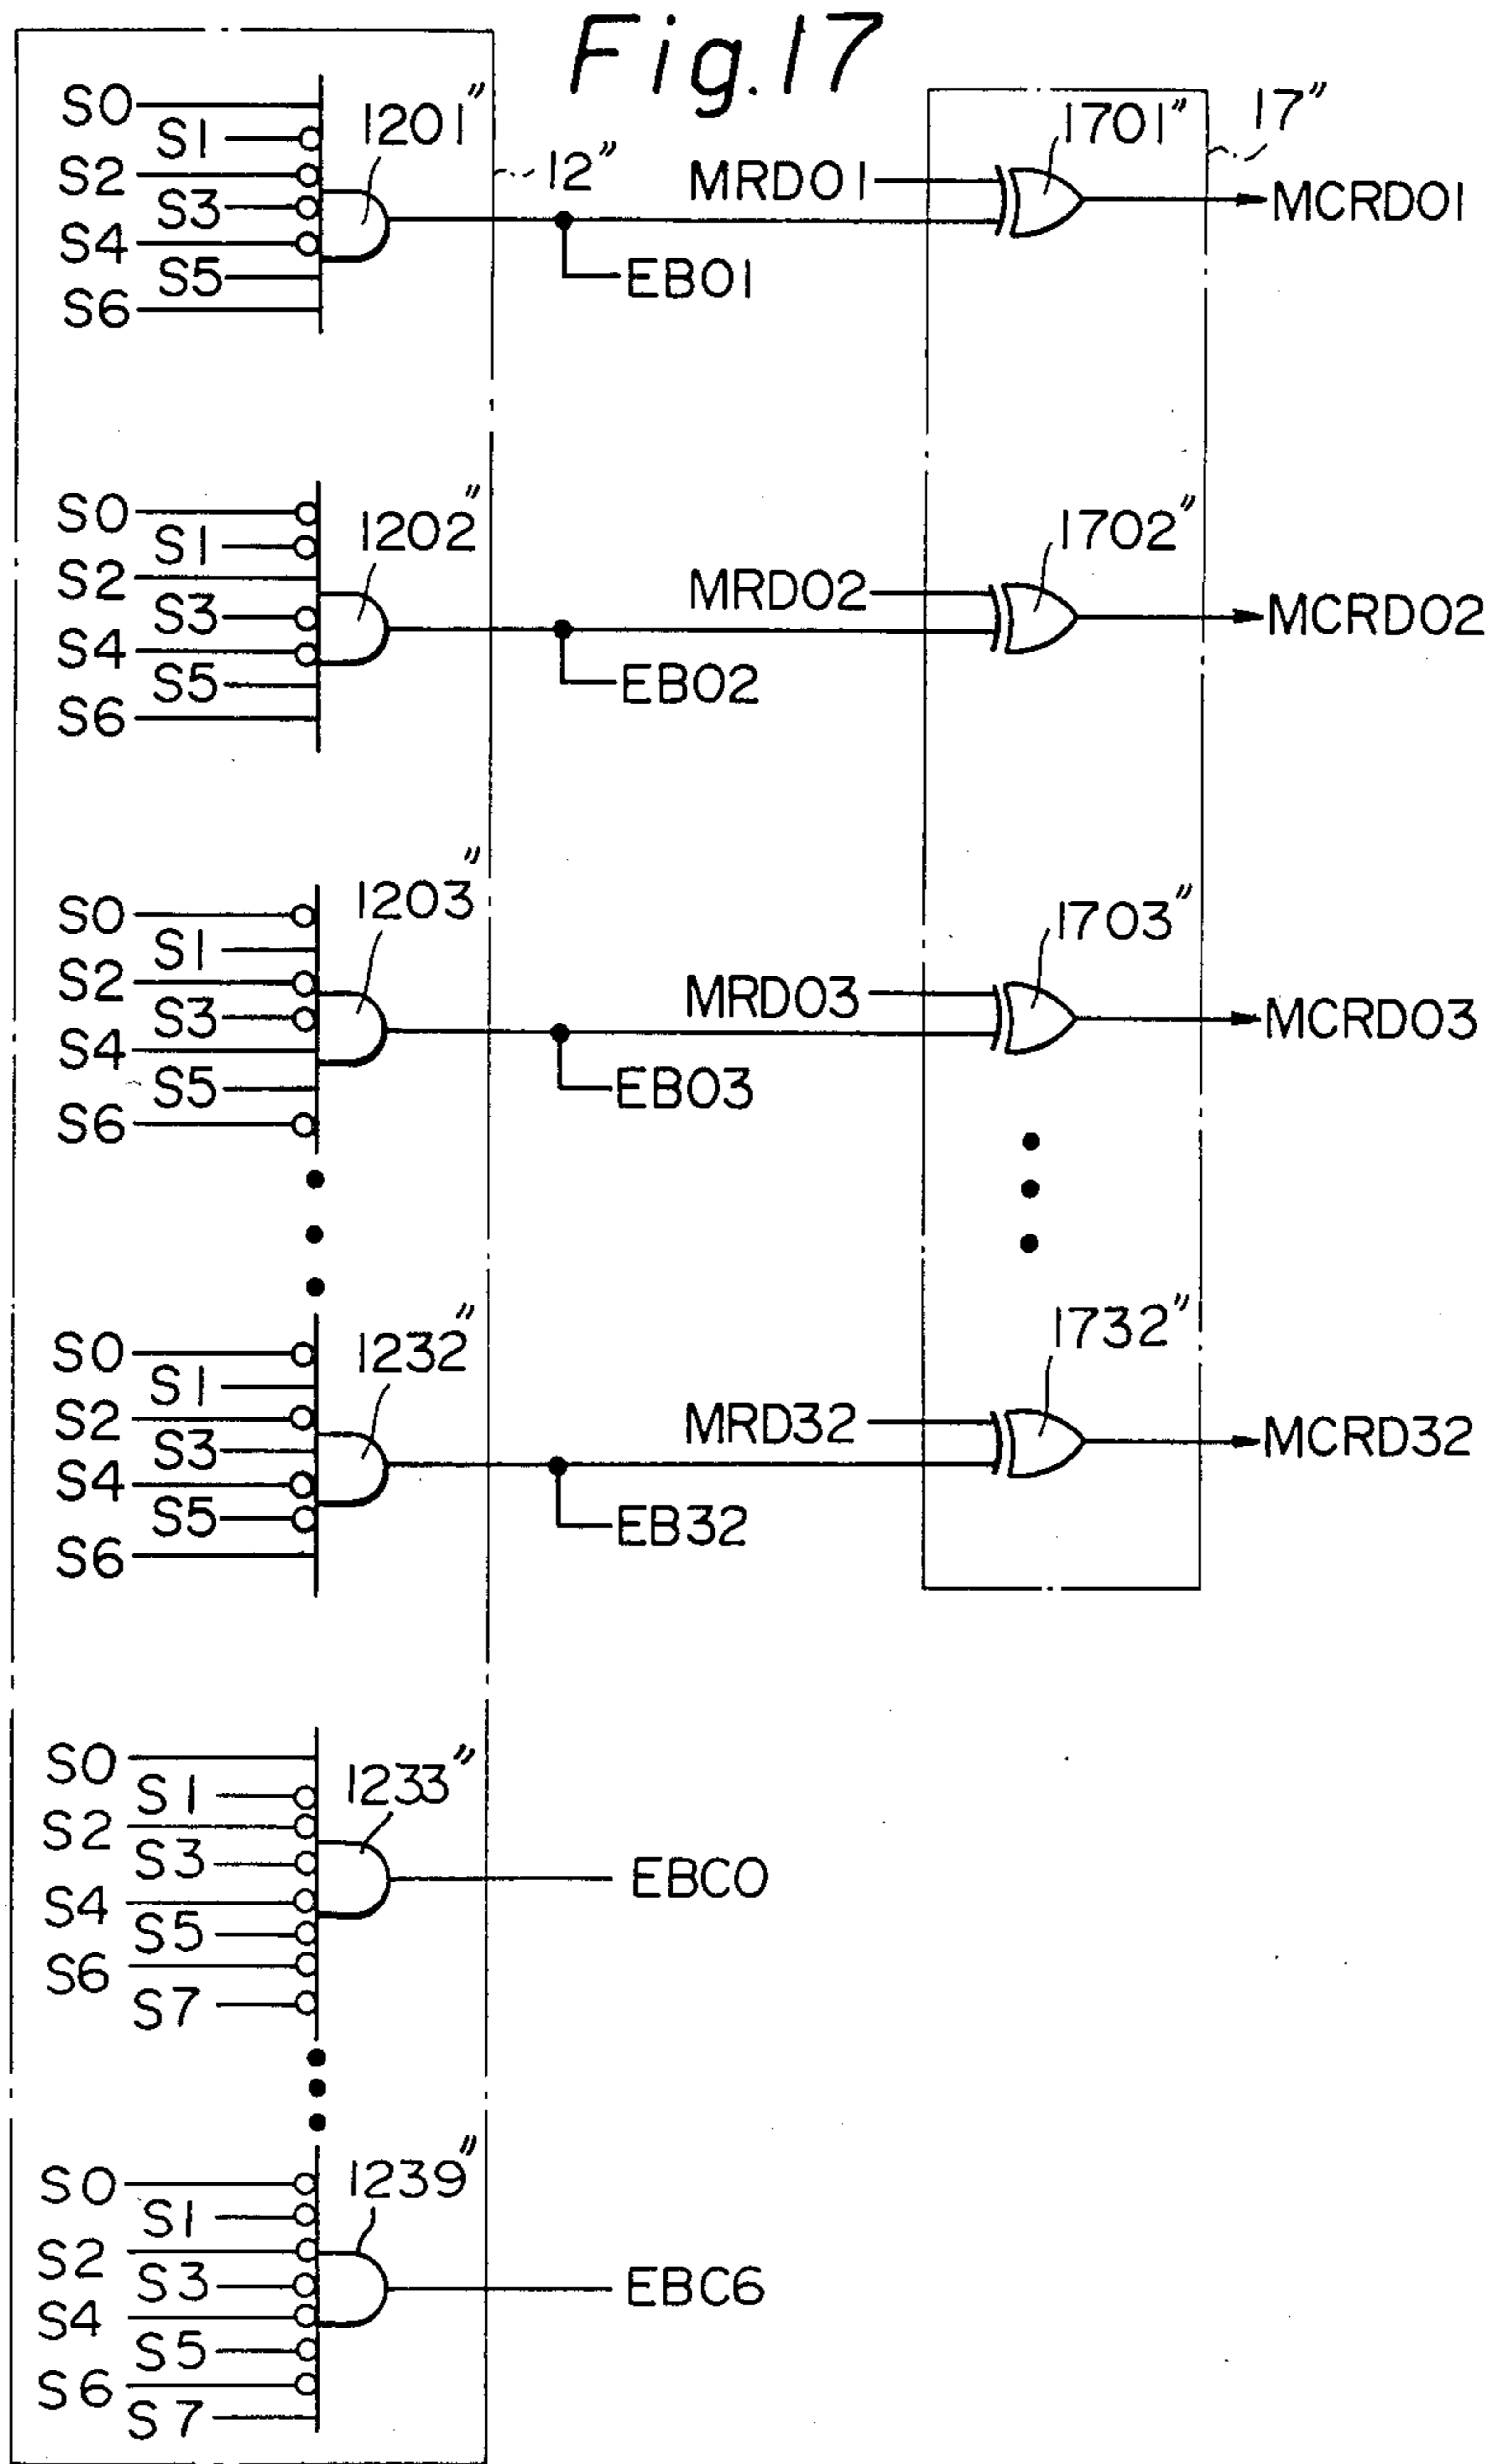 Fig.17
S0
S1
S2
S3
S4
S5
S6
1201"
12"
MRD01
EB01
1701"
17"
MCRD01
S0
S1
S2
S3
S4
S5
S6
1202"
MRD02
EB02
1702"
MCRD02
S0
S1
S2
S3
S4
S5
S6
1203"
MRD03
EB03
1703"
MCRD03
S0
S1
S2
S3
S4
S5
S6
1232"
MRD32
EB32
1732"
MCRD32
S0
S1
S2
S3
S4
S5
S6
S7
1233"
EBC0
S0
S1
S2
S3
S4
S5
S6
S7
1239"
EBC6